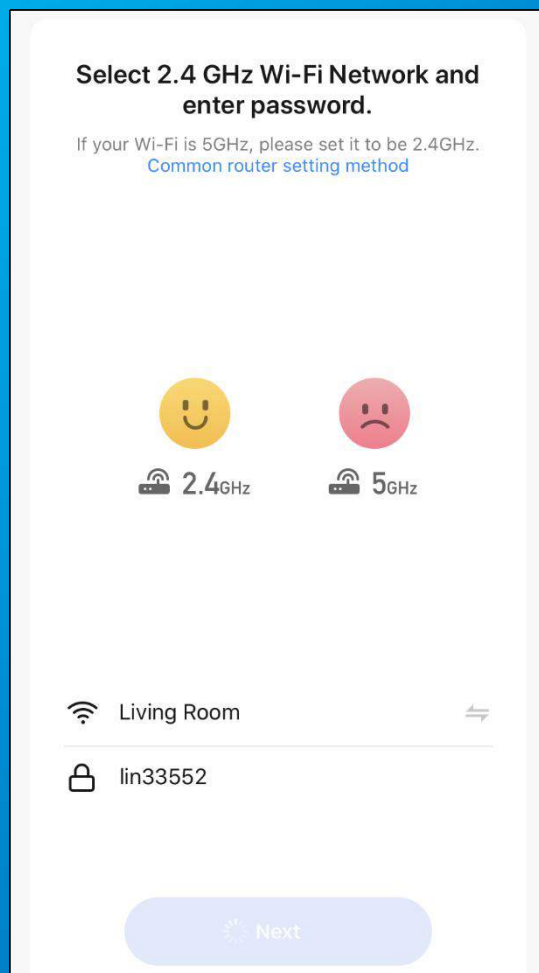 Select 2.4 GHz Wi-Fi Network and
enter password.
If your Wi-Fi is 5GHz, please set it to be 2.4GHz.
Common router setting method
2.4GHz 5GHz
Living Room
lin33552
Next